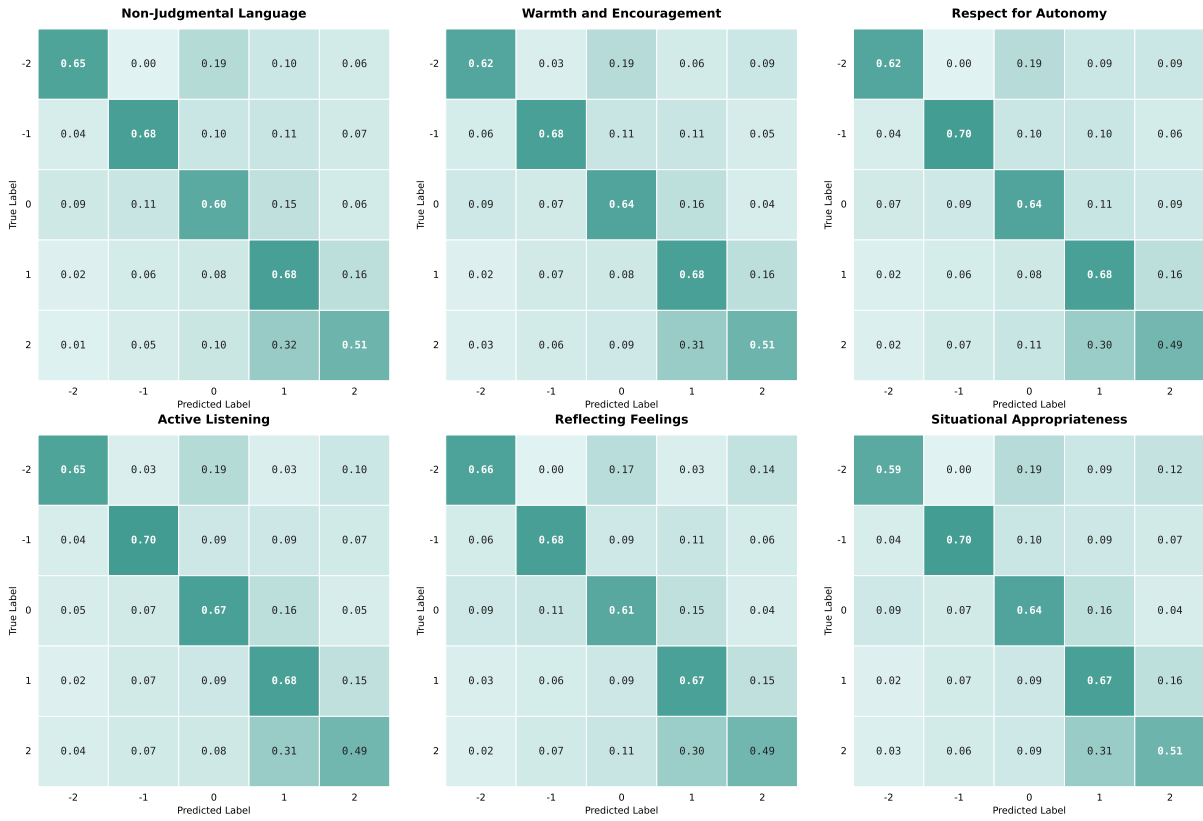 Non-Judgmental Language
Warmth and Encouragement
Respect for Autonomy
-2 0.65 0.00 0.19 0.10 0.06
-1 0.04 0.68 0.10 0.11 0.07
0 0.09 0.11 0.60 0.15 0.06
1 0.02 0.06 0.08 0.68 0.16
2 0.01 0.05 0.10 0.32 0.51
True Label
-2 -1 0 1 2
Predicted Label
-2 0.62 0.03 0.19 0.06 0.09
-1 0.06 0.68 0.11 0.11 0.05
0 0.09 0.07 0.64 0.16 0.04
1 0.02 0.07 0.08 0.68 0.16
2 0.03 0.06 0.09 0.31 0.51
True Label
-2 -1 0 1 2
Predicted Label
-2 0.62 0.00 0.19 0.09 0.09
-1 0.04 0.70 0.10 0.10 0.06
0 0.07 0.09 0.64 0.11 0.09
1 0.02 0.06 0.08 0.68 0.16
2 0.02 0.07 0.11 0.30 0.49
True Label
-2 -1 0 1 2
Predicted Label
Active Listening
Reflecting Feelings
Situational Appropriateness
-2 0.65 0.03 0.19 0.03 0.10
-1 0.04 0.70 0.09 0.09 0.07
0 0.05 0.07 0.67 0.16 0.05
1 0.02 0.07 0.09 0.68 0.15
2 0.04 0.07 0.08 0.31 0.49
True Label
-2 -1 0 1 2
Predicted Label
-2 0.66 0.00 0.17 0.03 0.14
-1 0.06 0.68 0.09 0.11 0.06
0 0.09 0.11 0.61 0.15 0.04
1 0.03 0.06 0.09 0.67 0.15
2 0.02 0.07 0.11 0.30 0.49
True Label
-2 -1 0 1 2
Predicted Label
-2 0.59 0.00 0.19 0.09 0.12
-1 0.04 0.70 0.10 0.09 0.07
0 0.09 0.07 0.64 0.16 0.04
1 0.02 0.07 0.09 0.67 0.16
2 0.03 0.06 0.09 0.31 0.51
True Label
-2 -1 0 1 2
Predicted Label